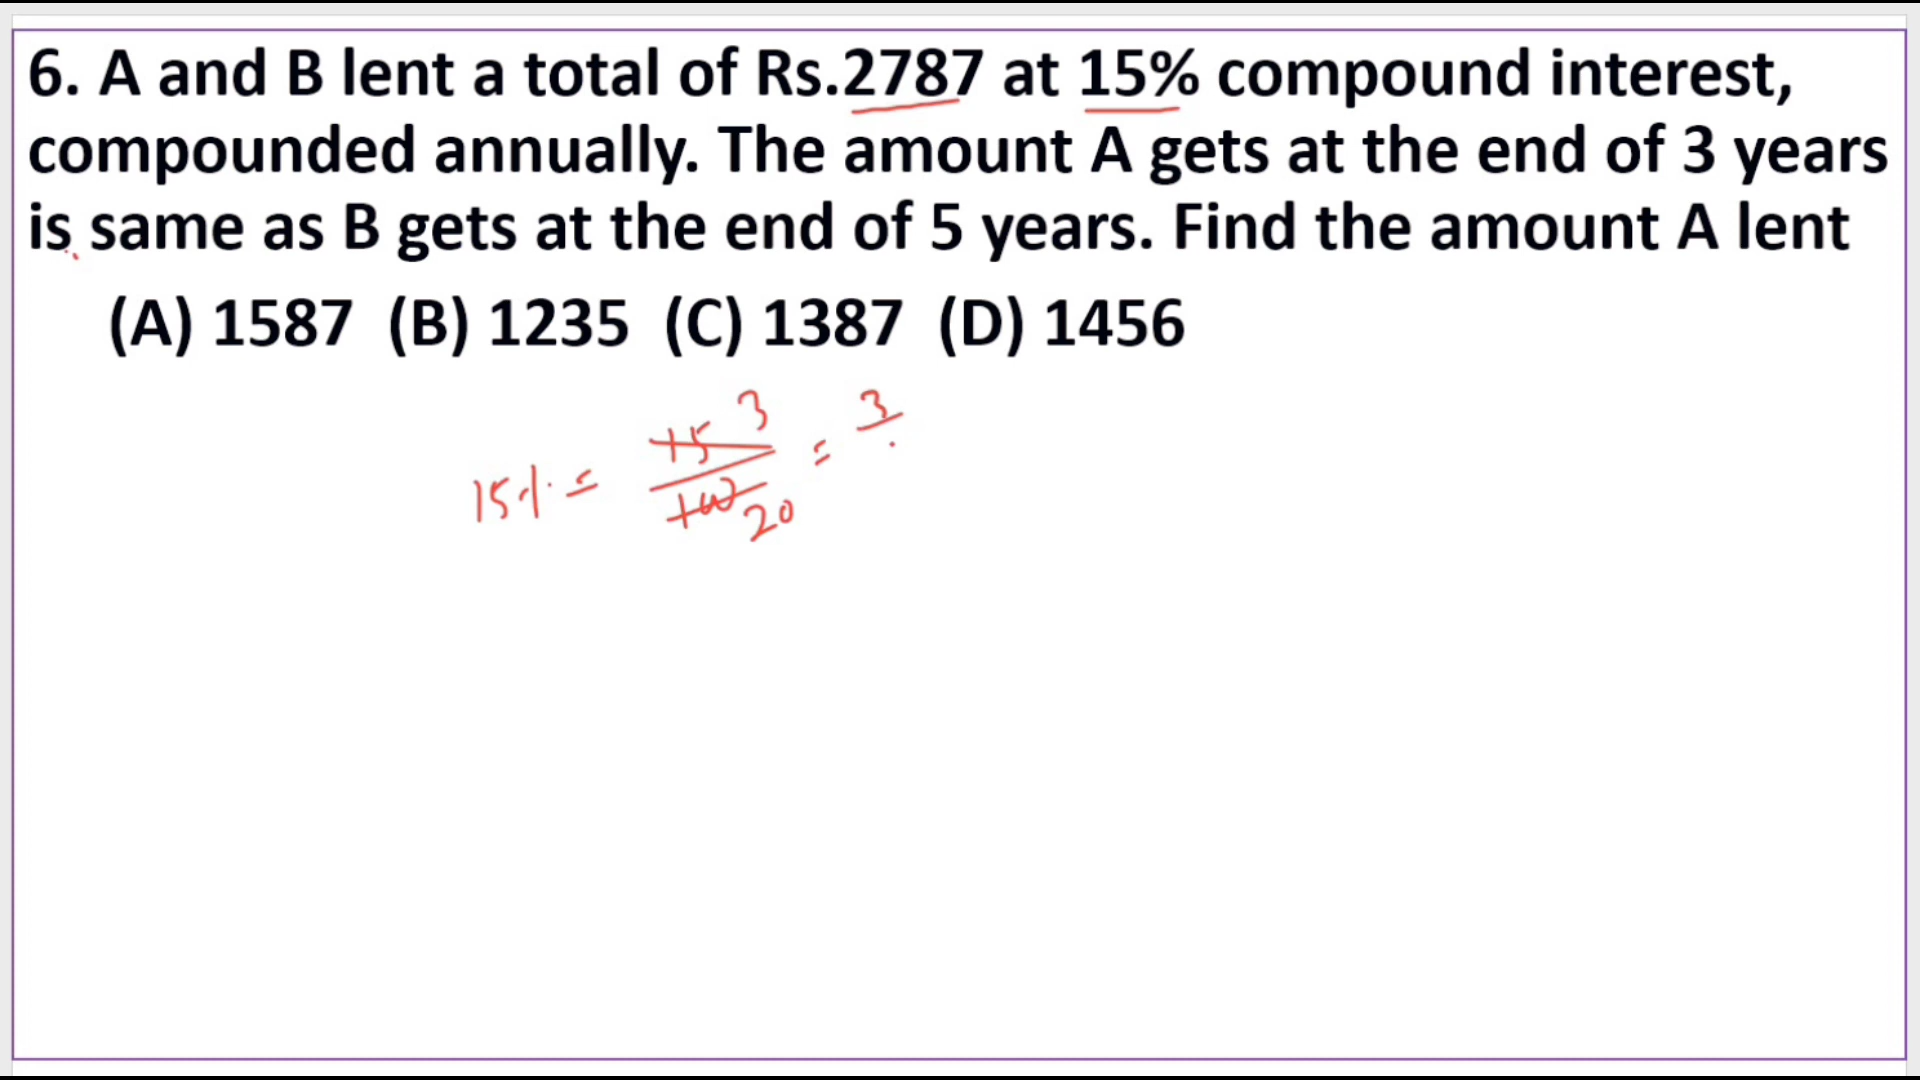 6. A and B lent a total of Rs.2787 at 15% compound interest,
compounded annually. The amount A gets at the end of 3 years
is same as B gets at the end of 5 years. Find the amount A lent
(A) 1587 (B) 1235 (C) 1387 (D) 1456
15% = 15/100 3 20 = 3